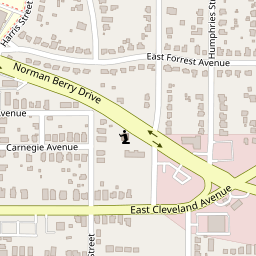 Harris Street
Humphries St
East Forrest Avenue
Norman Berry Drive
Avenue
Carnegie Avenue
East Cleveland Avenue
Street